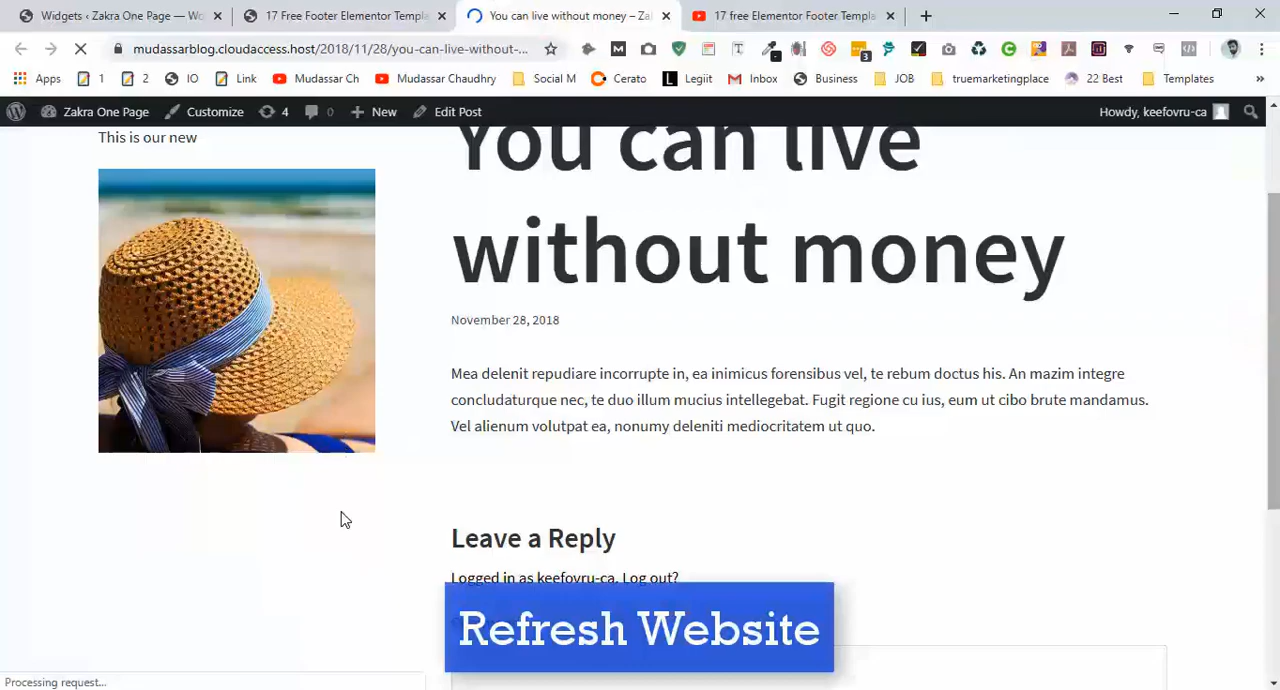 Widgets ‹ Zakra One Page — Wo
17 Free Footer Elementor Templa
You can live without money – Zal
17 free Elementor Footer Templa
mudassarblog.cloudaccess.host/2018/11/28/you-can-live-without-...
Apps
1
2
IO
Link
Mudassar Ch
Mudassar Chaudhry
Social M
Cerato
Legiit
Inbox
Business
JOB
truemarketingplace
22 Best
Templates
»
Zakra One Page
Customize
4
0
New
Edit Post
Howdy, keefovru-ca
This is our new
You can live
without money
November 28, 2018
Mea delenit repudiare incorrupte in, ea inimicus forensibus vel, te rebum doctus his. An mazim integre
concludaturque nec, te duo illum mucius intellegebat. Fugit regione cu ius, eum ut cibo brute mandamus.
Vel alienum volutpat ea, nonumy deleniti mediocritatem ut quo.
Leave a Reply
Logged in as keefovru-ca. Log out?
Refresh Website
Processing request...